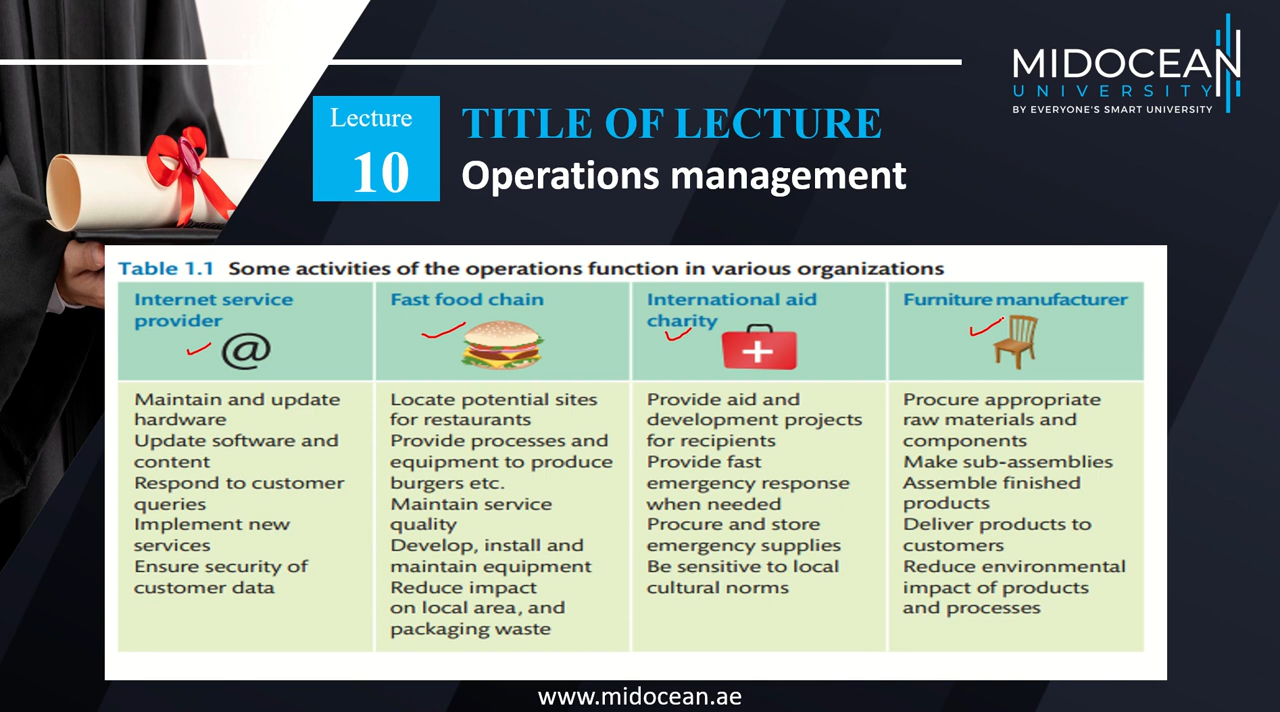 MIDOCEAN
UNIVERSITY
BY EVERYONE'S SMART UNIVERSITY
Lecture
10
TITLE OF LECTURE
Operations management
Table 1.1 Some activities of the operations function in various organizations
Internet service
provider
@
Maintain and update
hardware
Update software and
content
Respond to customer
queries
Implement new
services
Ensure security of
customer data
Fast food chain
Locate potential sites
for restaurants
Provide processes and
equipment to produce
burgers etc.
Maintain service
quality
Develop, install and
maintain equipment
Reduce impact
on local area, and
packaging waste
International aid
charity
Provide aid and
development projects
for recipients
Provide fast
emergency response
when needed
Procure and store
emergency supplies
Be sensitive to local
cultural norms
Furniture manufacturer
Procure appropriate
raw materials and
components
Make sub-assemblies
Assemble finished
products
Deliver products to
customers
Reduce environmental
impact of products
and processes
www.midocean.ae